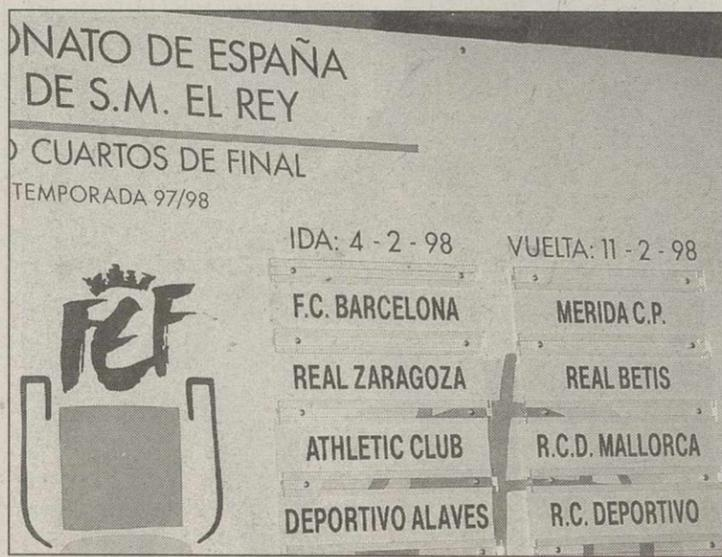 ONATO DE ESPAÑA
DE S.M. EL REY
CUARTOS DE FINAL
TEMPORADA 97/98
IDA: 4 - 2 - 98 VUELTA: 11 - 2 - 98
FEF
F.C. BARCELONA MERIDA C.P.
REAL ZARAGOZA REAL BETIS
ATHLETIC CLUB R.C.D. MALLORCA
DEPORTIVO ALAVES R.C. DEPORTIVO